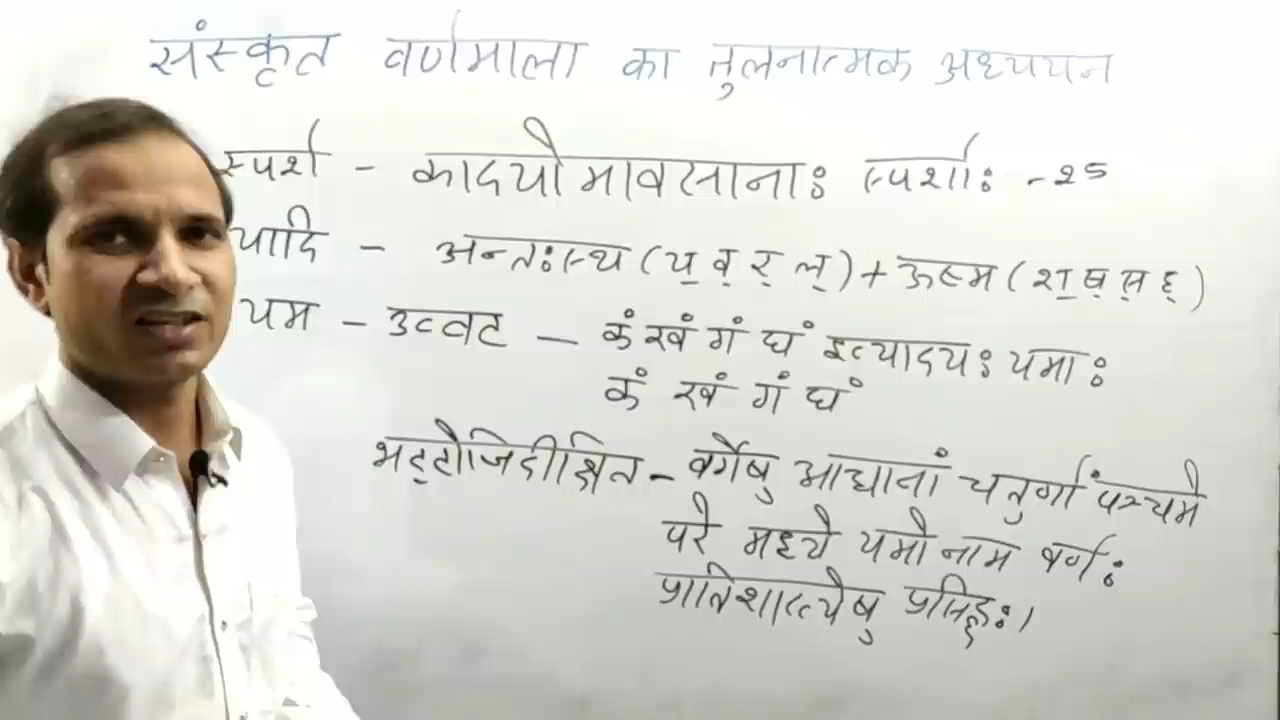 संस्कृत वर्णमाला का तुलनात्मक अध्ययन
स्पर्श - कादयो मावसानाः स्पर्शाः - २५
यादि - अन्तःस्थ (य् व् र् ल्) + ऊष्म (श् ष् स् ह्)
यम - उव्वट - कं खं गं घं इत्यादयः यमाः
कं खं गं घं
भट्टोजिदीक्षित - वर्गेषु आद्यानां चतुर्णां पञ्चमे
परे मध्ये यमो नाम वर्णः
प्रातिशाख्येषु प्रसिद्धः।